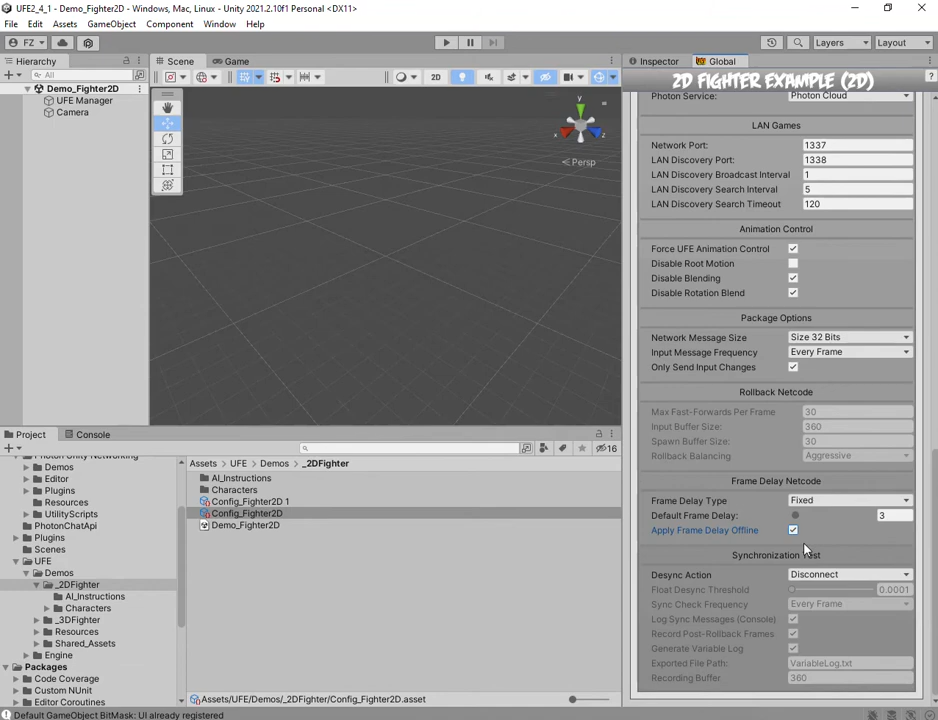 UFE2_4_1 - Demo_Fighter2D - Windows, Mac, Linux - Unity 2021.2.10f1 Personal <DX11>
File Edit Assets GameObject Component Window Help
FZ Layers Layout
Hierarchy Scene Game Inspector Global
All 2D
2D FIGHTER EXAMPLE (2D) ?
Demo_Fighter2D
UFE Manager
Camera
y
x z
Persp
Photon Service: Photon Cloud
LAN Games
Network Port: 1337
LAN Discovery Port: 1338
LAN Discovery Broadcast Interval 1
LAN Discovery Search Interval 5
LAN Discovery Search Timeout 120
Animation Control
Force UFE Animation Control
Disable Root Motion
Disable Blending
Disable Rotation Blend
Package Options
Network Message Size Size 32 Bits
Input Message Frequency Every Frame
Only Send Input Changes
Rollback Netcode
Max Fast-Forwards Per Frame 30
Input Buffer Size: 360
Spawn Buffer Size: 30
Rollback Balancing Aggressive
Frame Delay Netcode
Frame Delay Type Fixed
Default Frame Delay: 3
Apply Frame Delay Offline
Desync Action Disconnect
Float Desync Threshold 0.0001
Sync Check Frequency Every Frame
Log Sync Messages (Console)
Record Post-Rollback Frames
Generate Variable Log
Exported File Path: VariableLog.txt
Recording Buffer 360
Project Console
16
Photon Unity Networking
Demos
Editor
Plugins
Resources
UtilityScripts
PhotonChatApi
Plugins
Scenes
UFE
Demos
_2DFighter
AI_Instructions
Characters
_3DFighter
Resources
Shared_Assets
Engine
Packages
Code Coverage
Custom NUnit
Editor Coroutines
Assets > UFE > Demos > _2DFighter
AI_Instructions
Characters
Config_Fighter2D 1
Config_Fighter2D
Demo_Fighter2D
Assets/UFE/Demos/_2DFighter/Config_Fighter2D.asset
Default GameObject BitMask: UI already registered